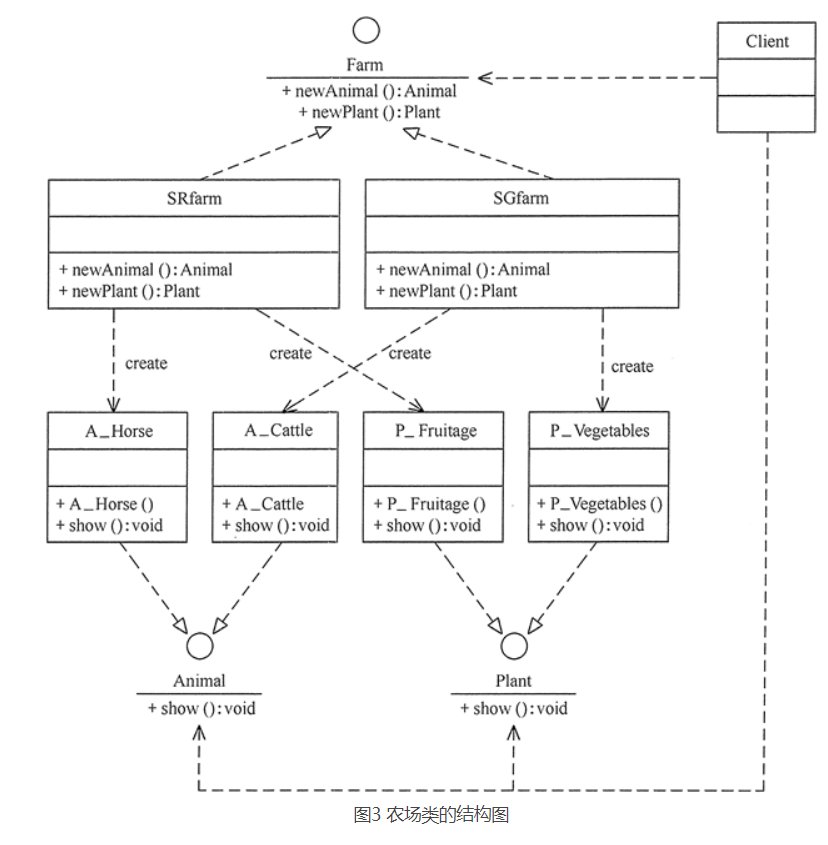 Farm
+ newAnimal (): Animal
+ newPlant (): Plant
Client
SRfarm
+ newAnimal (): Animal
+ newPlant (): Plant
SGfarm
+ newAnimal (): Animal
+ newPlant (): Plant
create
create
create
create
A_Horse
+ A_Horse ()
+ show (): void
A_Cattle
+ A_Cattle
+ show (): void
P_ Fruitage
+ P_ Fruitage ()
+ show (): void
P_ Vegetables
+ P_Vegetables ()
+ show (): void
Animal
+ show (): void
Plant
+ show (): void
图3 农场类的结构图